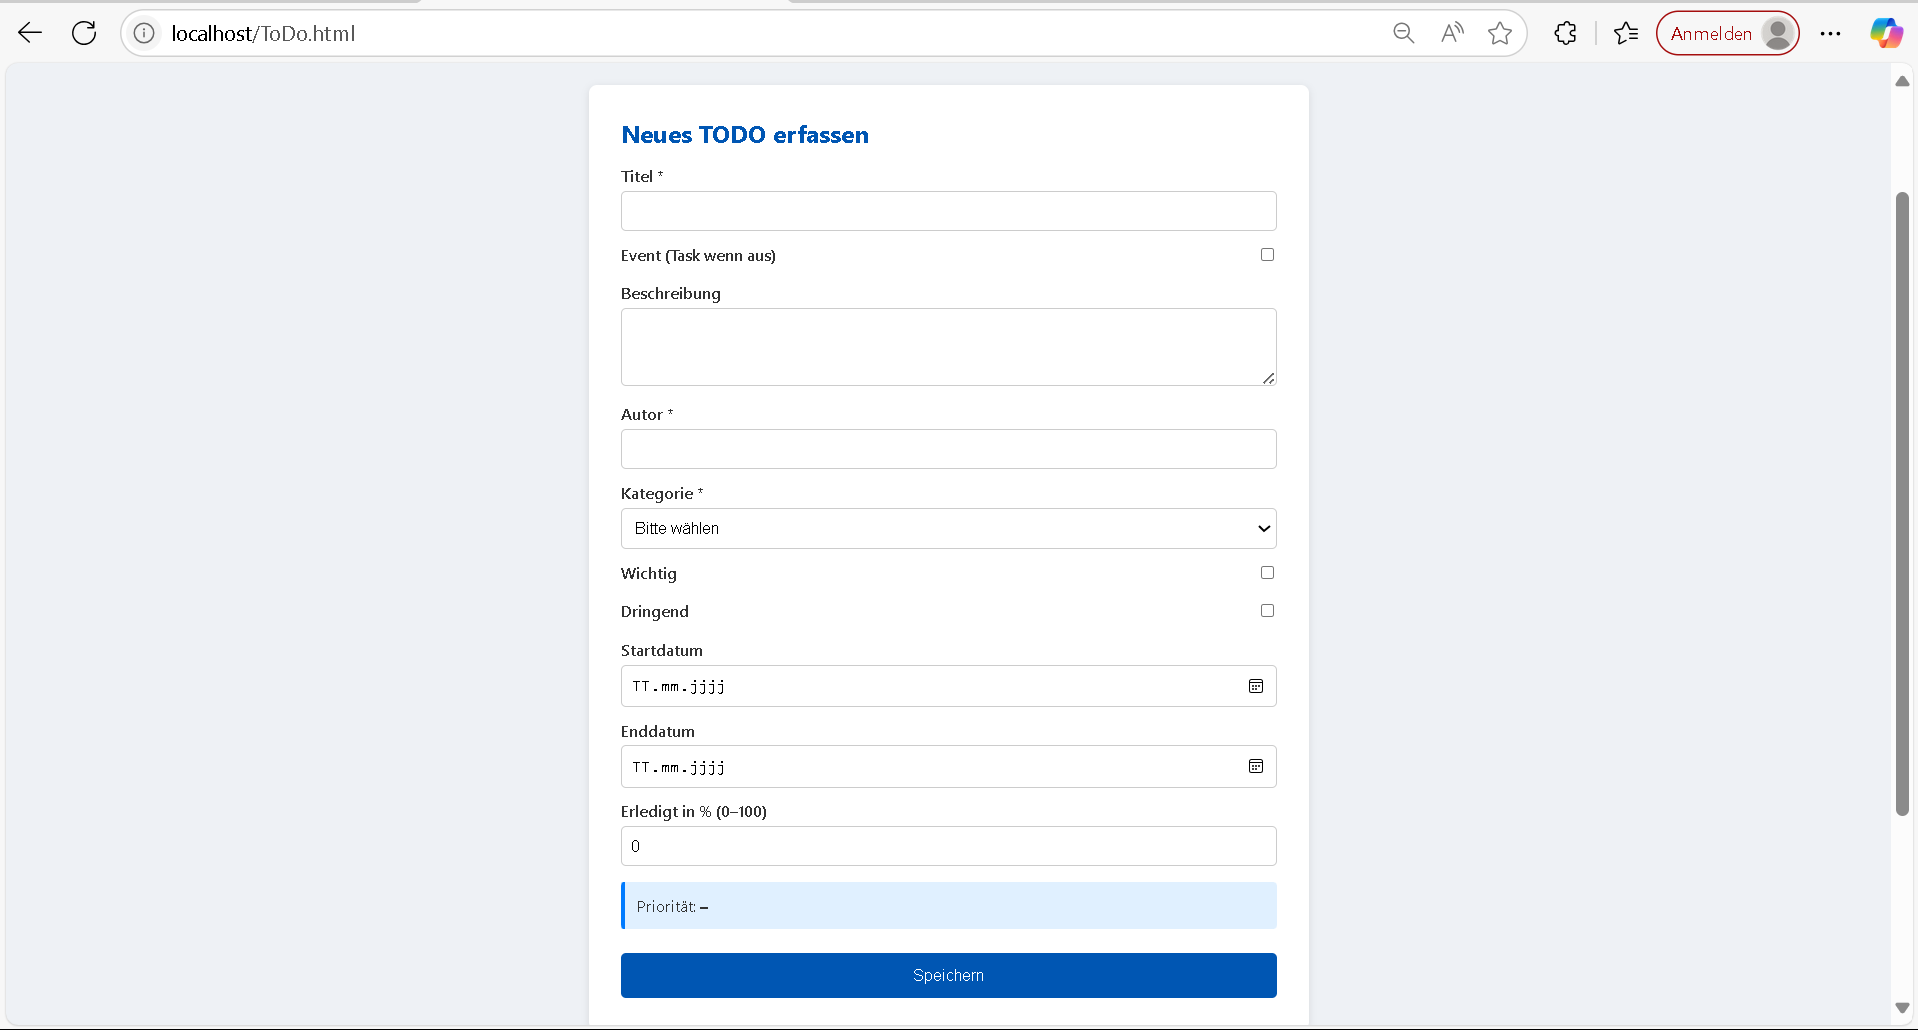 localhost/ToDo.html
Anmelden
Neues TODO erfassen
Titel *
Event (Task wenn aus)
Beschreibung
Autor *
Kategorie *
Bitte wählen
Wichtig
Dringend
Startdatum
TT.mm.jjjj
Enddatum
TT.mm.jjjj
Erledigt in % (0–100)
0
Priorität: –
Speichern